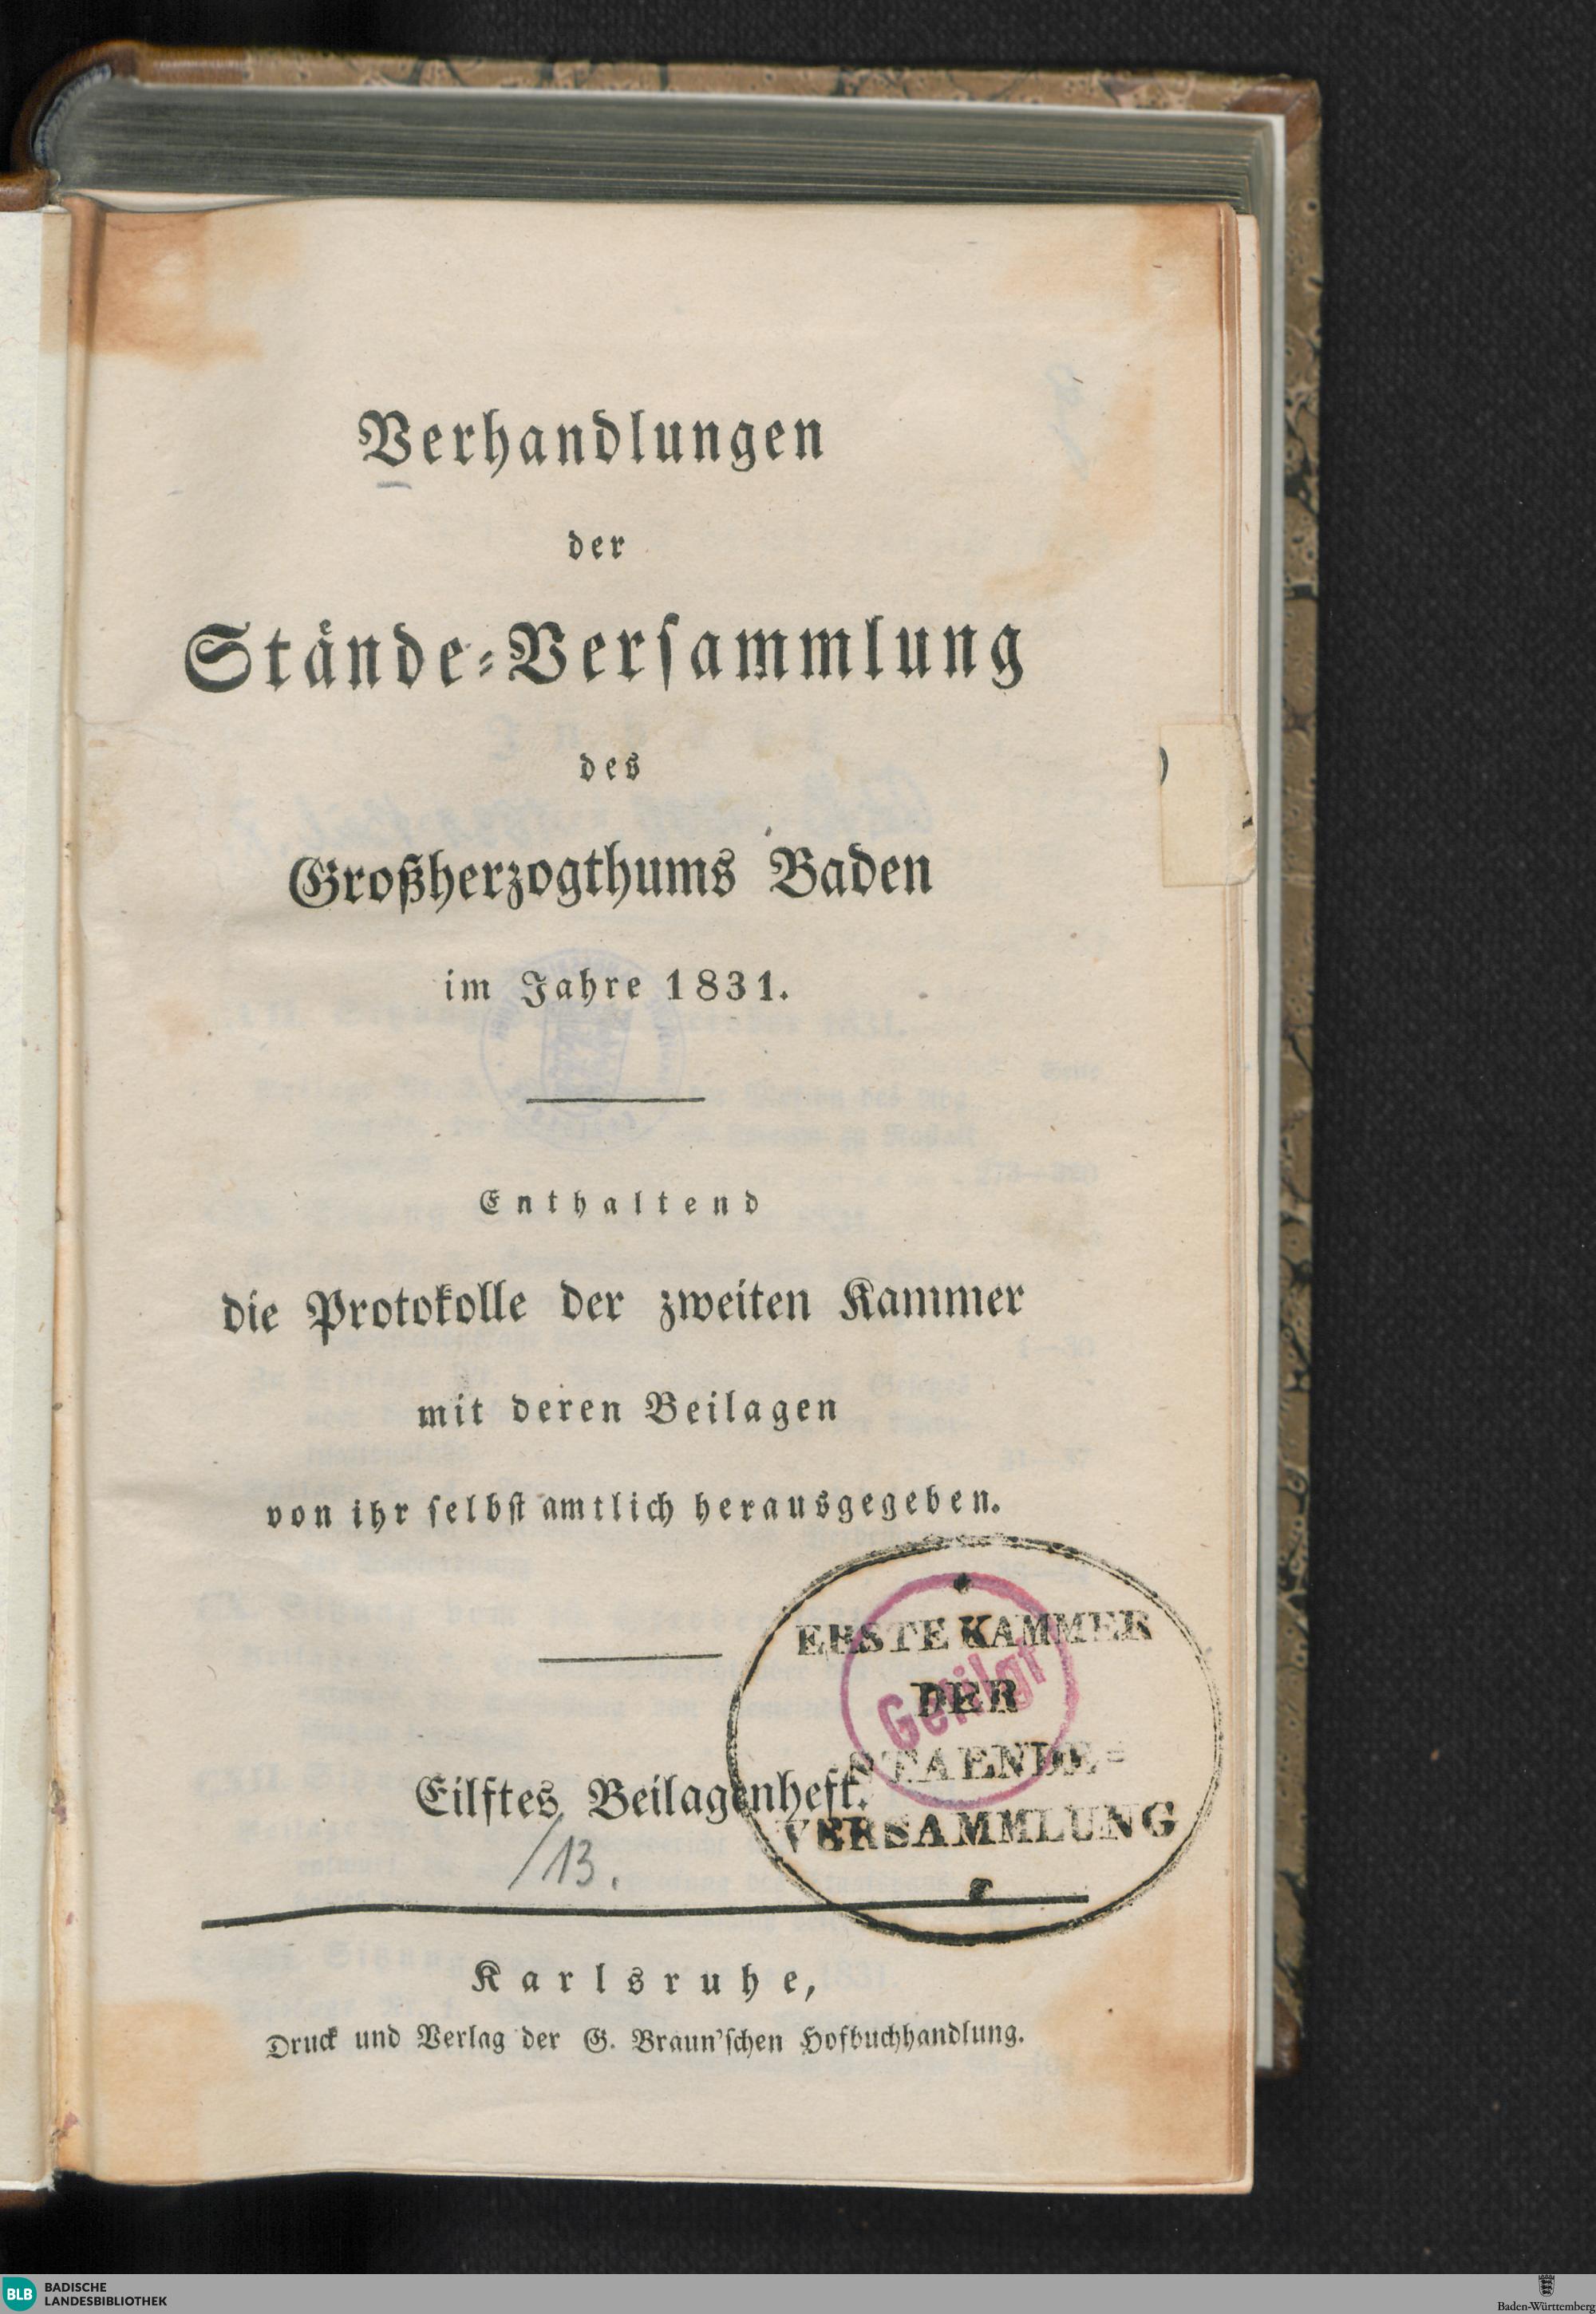 Verhandlungen
der
Stände-Versammlung
des
Großherzogthums Baden
im Jahre 1831.
Enthaltend
die Protokolle der zweiten Kammer
mit deren Beilagen
von ihr selbst amtlich herausgegeben.
ERSTE KAMMER
DER
STAENDE=
VERSAMMLUNG
Getilgt
Eilftes Beilagenheft.
/13.
Karlsruhe,
Druck und Verlag der G. Braun'schen Hofbuchhandlung.
BLB BADISCHE
LANDESBIBLIOTHEK
Baden-Württemberg